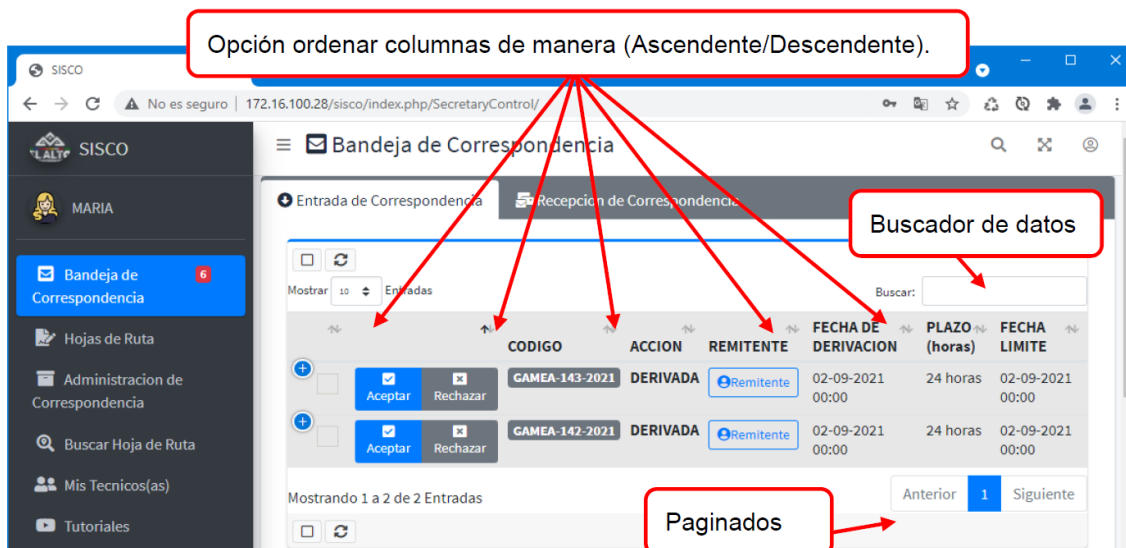 Opción ordenar columnas de manera (Ascendente/Descendente).
SISCO
No es seguro | 172.16.100.28/sisco/index.php/SecretaryControl/
SISCO
Bandeja de Correspondencia
MARIA
Entrada de Correspondencia
Recepción de Correspondencia
Buscador de datos
Bandeja de
Correspondencia
6
Mostrar 10 Entradas
Buscar:
Hojas de Ruta
Administracion de
Correspondencia
Buscar Hoja de Ruta
Mis Tecnicos(as)
Tutoriales
CODIGO
ACCION
REMITENTE
FECHA DE
DERIVACION
PLAZO
(horas)
FECHA
LIMITE
Aceptar
Rechazar
GAMEA-143-2021
DERIVADA
Remitente
02-09-2021
00:00
24 horas
02-09-2021
00:00
Aceptar
Rechazar
GAMEA-142-2021
DERIVADA
Remitente
02-09-2021
00:00
24 horas
02-09-2021
00:00
Mostrando 1 a 2 de 2 Entradas
Anterior 1 Siguiente
Paginados